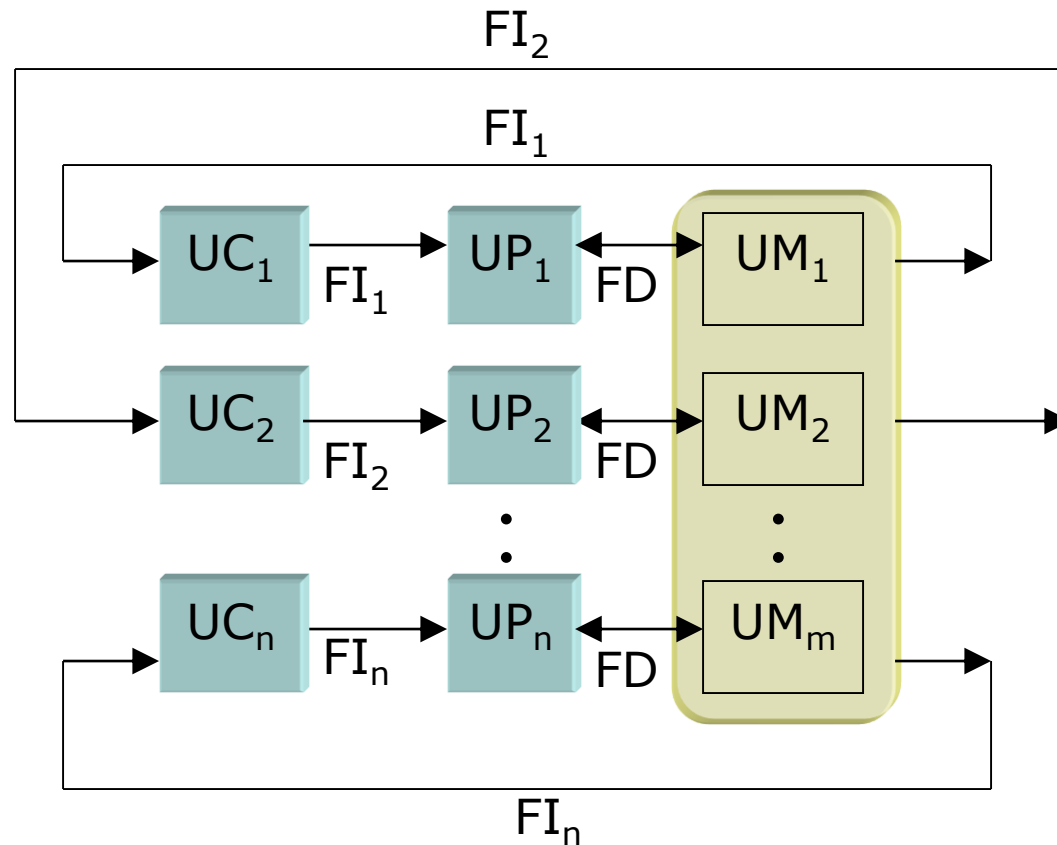 FI₂
FI₁
UC₁ UP₁ UM₁
FI₁ FD
UC₂ UP₂ UM₂
FI₂ FD
UCₙ UPₙ UMₘ
FIₙ FD
FIₙ